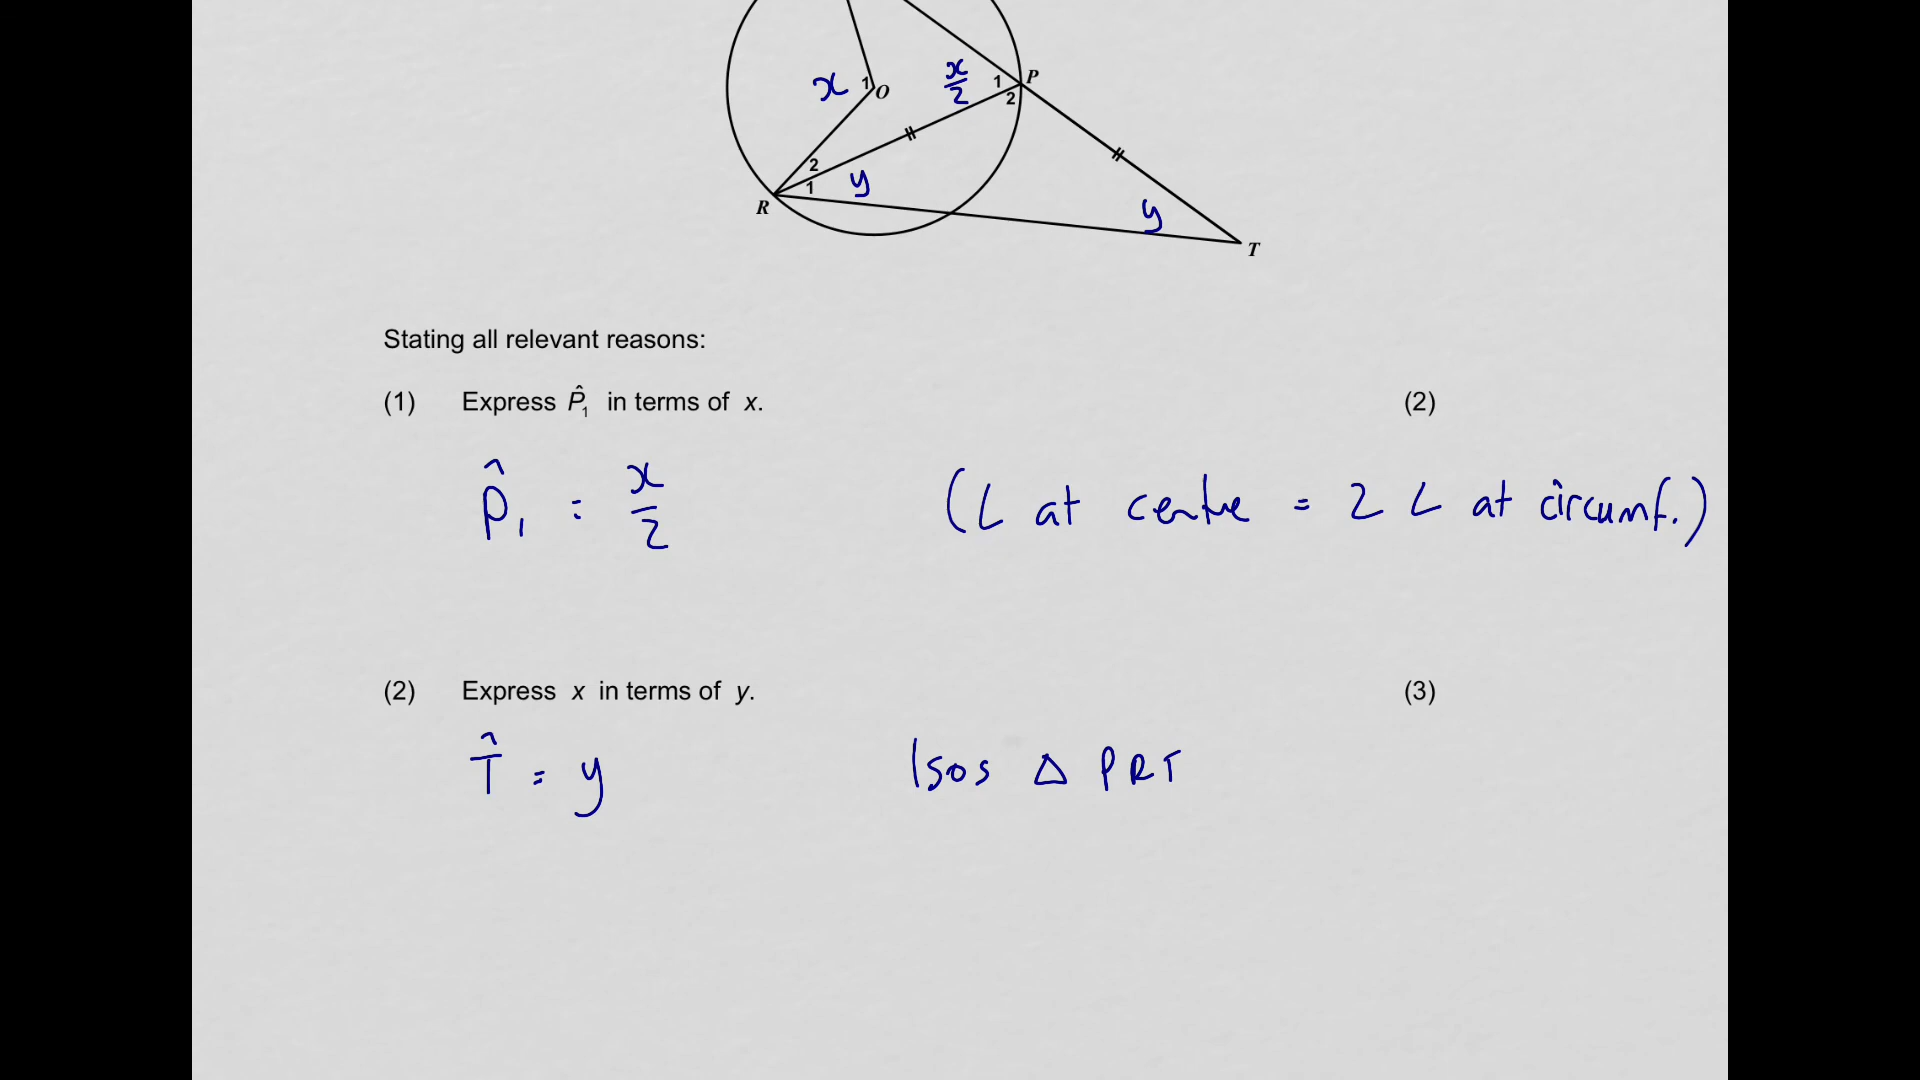 x 1 O x/2 1 P
2
2
1 y
R
y
T
Stating all relevant reasons:
(1) Express P̂₁ in terms of x. (2)
P̂₁ = x/2 (∠ at centre = 2 ∠ at circumf.)
(2) Express x in terms of y. (3)
T̂ = y Isos △ PRT